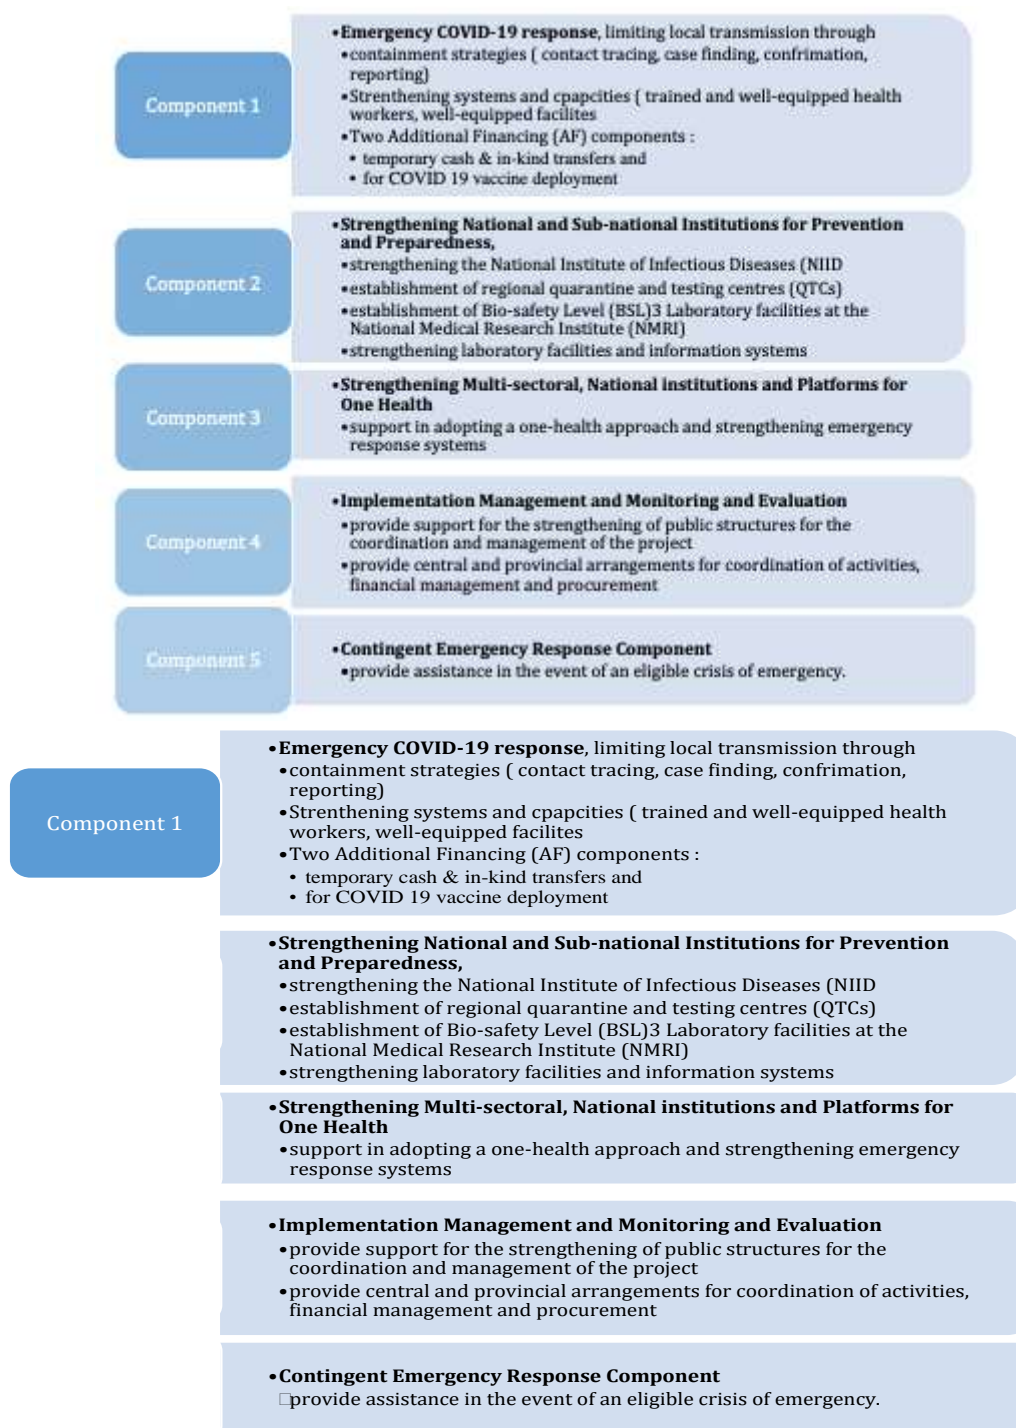 Component 1
•Emergency COVID-19 response, limiting local transmission through
•containment strategies ( contact tracing, case finding, confrimation,
reporting)
•Strenthening systems and cpapcities ( trained and well-equipped health
workers, well-equipped facilites
•Two Additional Financing (AF) components :
• temporary cash & in-kind transfers and
• for COVID 19 vaccine deployment
Component 2
•Strengthening National and Sub-national Institutions for Prevention
and Preparedness,
•strengthening the National Institute of Infectious Diseases (NIID
•establishment of regional quarantine and testing centres (QTCs)
•establishment of Bio-safety Level (BSL)3 Laboratory facilities at the
National Medical Research Institute (NMRI)
•strengthening laboratory facilities and information systems
Component 3
•Strengthening Multi-sectoral, National institutions and Platforms for
One Health
•support in adopting a one-health approach and strengthening emergency
response systems
Component 4
•Implementation Management and Monitoring and Evaluation
•provide support for the strengthening of public structures for the
coordination and management of the project
•provide central and provincial arrangements for coordination of activities,
financial management and procurement
Component 5
•Contingent Emergency Response Component
•provide assistance in the event of an eligible crisis of emergency.
Component 1
•Emergency COVID-19 response, limiting local transmission through
•containment strategies ( contact tracing, case finding, confrimation,
reporting)
•Strenthening systems and cpapcities ( trained and well-equipped health
workers, well-equipped facilites
•Two Additional Financing (AF) components :
• temporary cash & in-kind transfers and
• for COVID 19 vaccine deployment
•Strengthening National and Sub-national Institutions for Prevention
and Preparedness,
•strengthening the National Institute of Infectious Diseases (NIID
•establishment of regional quarantine and testing centres (QTCs)
•establishment of Bio-safety Level (BSL)3 Laboratory facilities at the
National Medical Research Institute (NMRI)
•strengthening laboratory facilities and information systems
•Strengthening Multi-sectoral, National institutions and Platforms for
One Health
•support in adopting a one-health approach and strengthening emergency
response systems
•Implementation Management and Monitoring and Evaluation
•provide support for the strengthening of public structures for the
coordination and management of the project
•provide central and provincial arrangements for coordination of activities,
financial management and procurement
•Contingent Emergency Response Component
□provide assistance in the event of an eligible crisis of emergency.